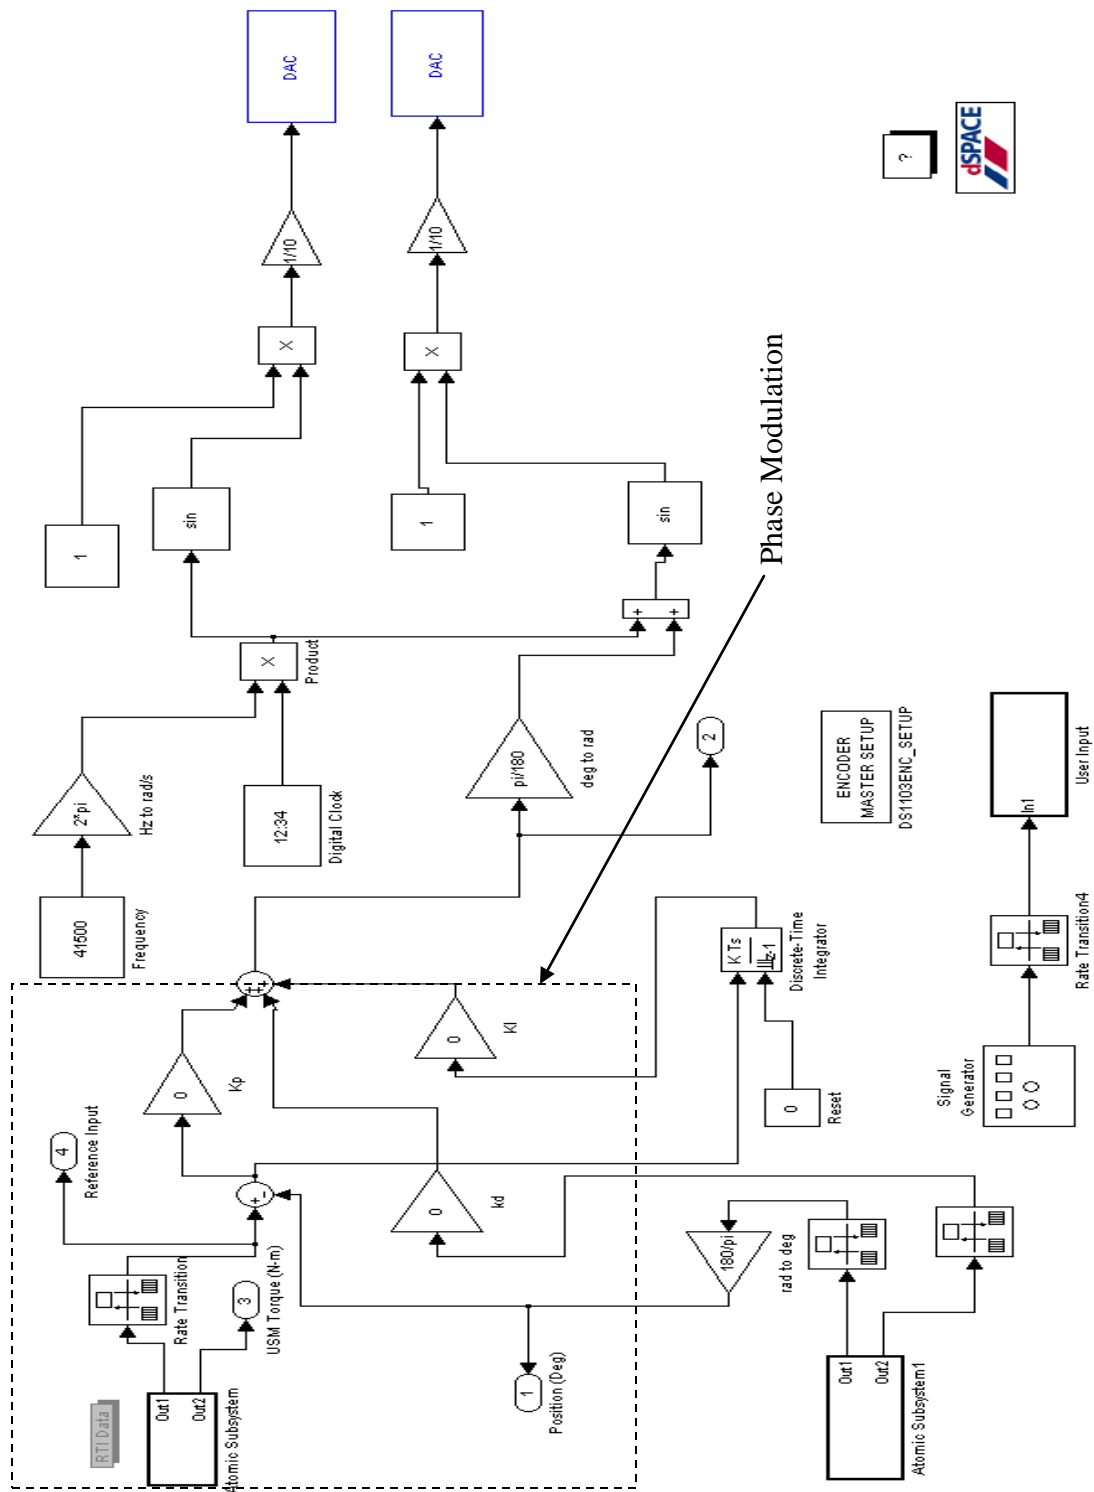 RTI Data
Out1
Out2
Atomic Subsystem
Rate Transition
3
USM Torque (N-m)
4
Reference Input
+
-
0
Kp
0
kd
0
KI
1
Position (Deg)
41500
Frequency
2*pi
Hz to rad/s
12:34
Digital Clock
X
Product
1
sin
X
1/10
DAC
1
sin
X
1/10
DAC
+
+
pi/180
deg to rad
2
+
+
+
K Ts
z-1
Discrete-Time
Integrator
0
Reset
180/pi
rad to deg
Out1
Out2
Atomic Subsystem1
Signal
Generator
Rate Transition4
In1
User Input
ENCODER
MASTER SETUP
DS1103ENC_SETUP
?
dSPACE
Phase Modulation